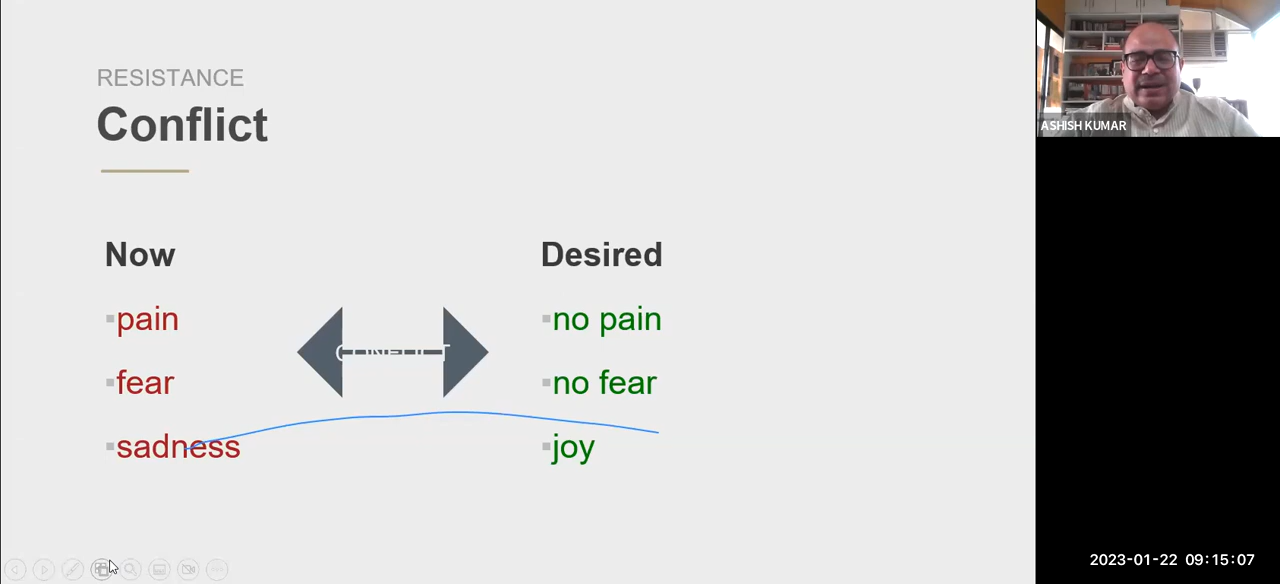 RESISTANCE
Conflict
Now
Desired
▪pain
▪no pain
CONFLICT
▪fear
▪no fear
▪sadness
▪joy
ASHISH KUMAR
2023-01-22 09:15:07